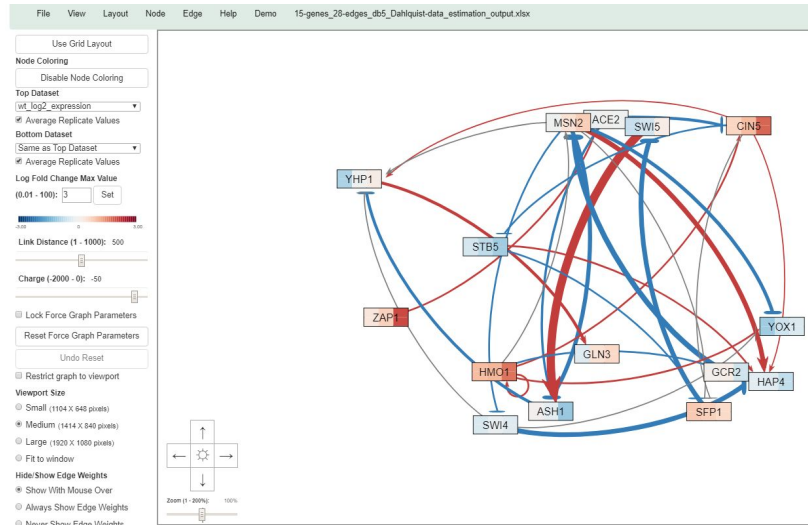 File View Layout Node Edge Help Demo 15-genes_28-edges_db5_Dahlquist-data_estimation_output.xlsx
Use Grid Layout
Node Coloring
Disable Node Coloring
Top Dataset
wt_log2_expression
Average Replicate Values
Bottom Dataset
Same as Top Dataset
Average Replicate Values
Log Fold Change Max Value
(0.01 - 100): 3 Set
-3.00 0 3.00
Link Distance (1 - 1000): 500
Charge (-2000 - 0): -50
Lock Force Graph Parameters
Reset Force Graph Parameters
Undo Reset
Restrict graph to viewport
Viewport Size
Small (1104 X 648 pixels)
Medium (1414 X 840 pixels)
Large (1920 X 1080 pixels)
Fit to window
Hide/Show Edge Weights
Show With Mouse Over
Always Show Edge Weights
Never Show Edge Weights
Zoom (1 - 200%): 100%
MSN2
ACE2
SWI5
CIN5
YHP1
STB5
ZAP1
YOX1
GLN3
HMO1
GCR2
HAP4
ASH1
SFP1
SWI4